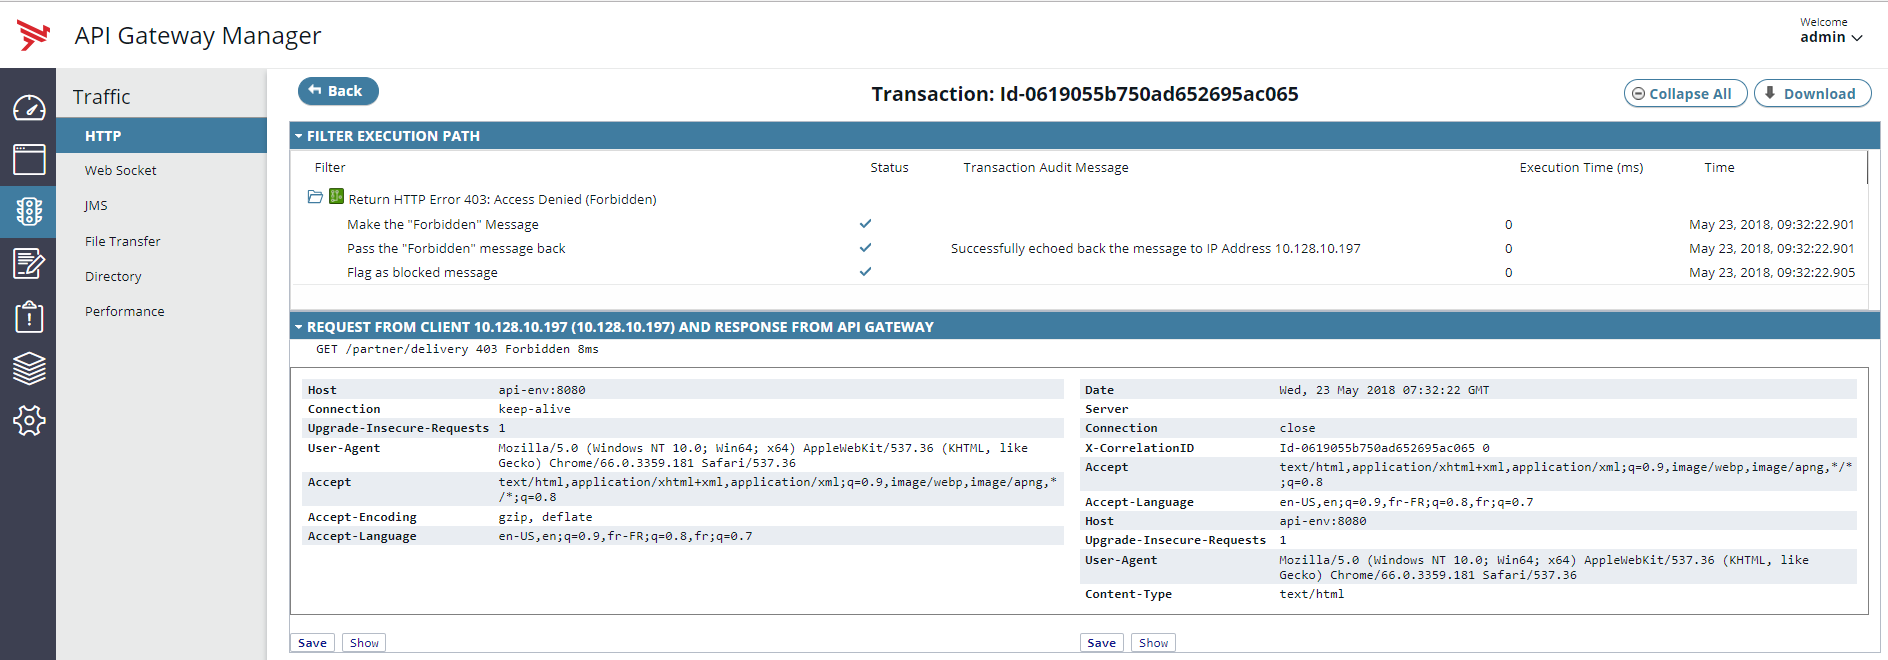 API Gateway Manager
Welcome
admin
Traffic
HTTP
Web Socket
JMS
File Transfer
Directory
Performance
Back
Transaction: Id-0619055b750ad652695ac065
Collapse All
Download
FILTER EXECUTION PATH
Filter Status Transaction Audit Message Execution Time (ms) Time
Return HTTP Error 403: Access Denied (Forbidden)
Make the "Forbidden" Message 0 May 23, 2018, 09:32:22.901
Pass the "Forbidden" message back Successfully echoed back the message to IP Address 10.128.10.197 0 May 23, 2018, 09:32:22.901
Flag as blocked message 0 May 23, 2018, 09:32:22.905
REQUEST FROM CLIENT 10.128.10.197 (10.128.10.197) AND RESPONSE FROM API GATEWAY
GET /partner/delivery 403 Forbidden 8ms
Host api-env:8080
Connection keep-alive
Upgrade-Insecure-Requests 1
User-Agent Mozilla/5.0 (Windows NT 10.0; Win64; x64) AppleWebKit/537.36 (KHTML, like
Gecko) Chrome/66.0.3359.181 Safari/537.36
Accept text/html,application/xhtml+xml,application/xml;q=0.9,image/webp,image/apng,*
/*;q=0.8
Accept-Encoding gzip, deflate
Accept-Language en-US,en;q=0.9,fr-FR;q=0.8,fr;q=0.7
Save Show
Date Wed, 23 May 2018 07:32:22 GMT
Server
Connection close
X-CorrelationID Id-0619055b750ad652695ac065 0
Accept text/html,application/xhtml+xml,application/xml;q=0.9,image/webp,image/apng,*/*
;q=0.8
Accept-Language en-US,en;q=0.9,fr-FR;q=0.8,fr;q=0.7
Host api-env:8080
Upgrade-Insecure-Requests 1
User-Agent Mozilla/5.0 (Windows NT 10.0; Win64; x64) AppleWebKit/537.36 (KHTML, like
Gecko) Chrome/66.0.3359.181 Safari/537.36
Content-Type text/html
Save Show